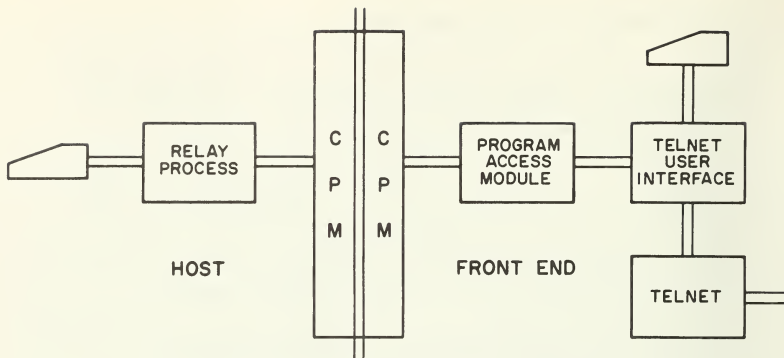 RELAY
PROCESS
C
P
M
C
P
M
PROGRAM
ACCESS
MODULE
TELNET
USER
INTERFACE
HOST
FRONT END
TELNET